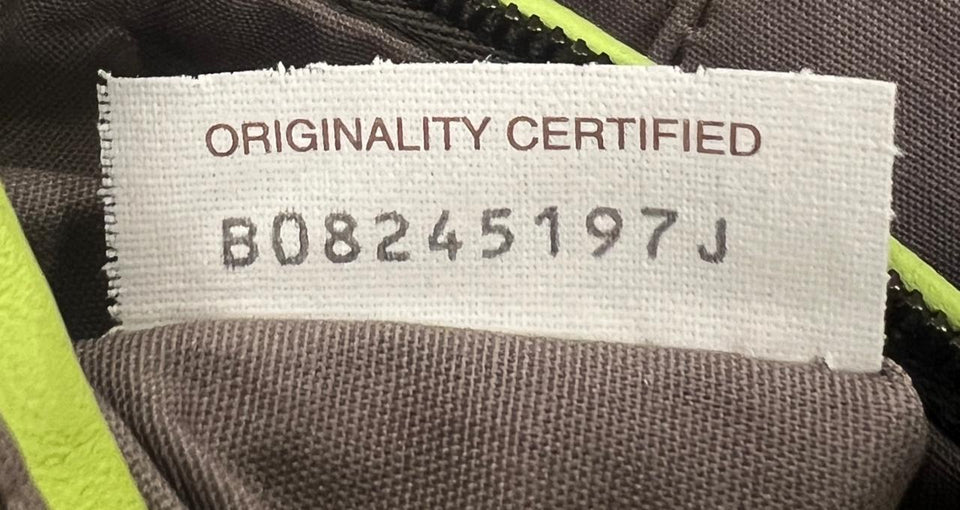 ORIGINALITY CERTIFIED
B08245197J